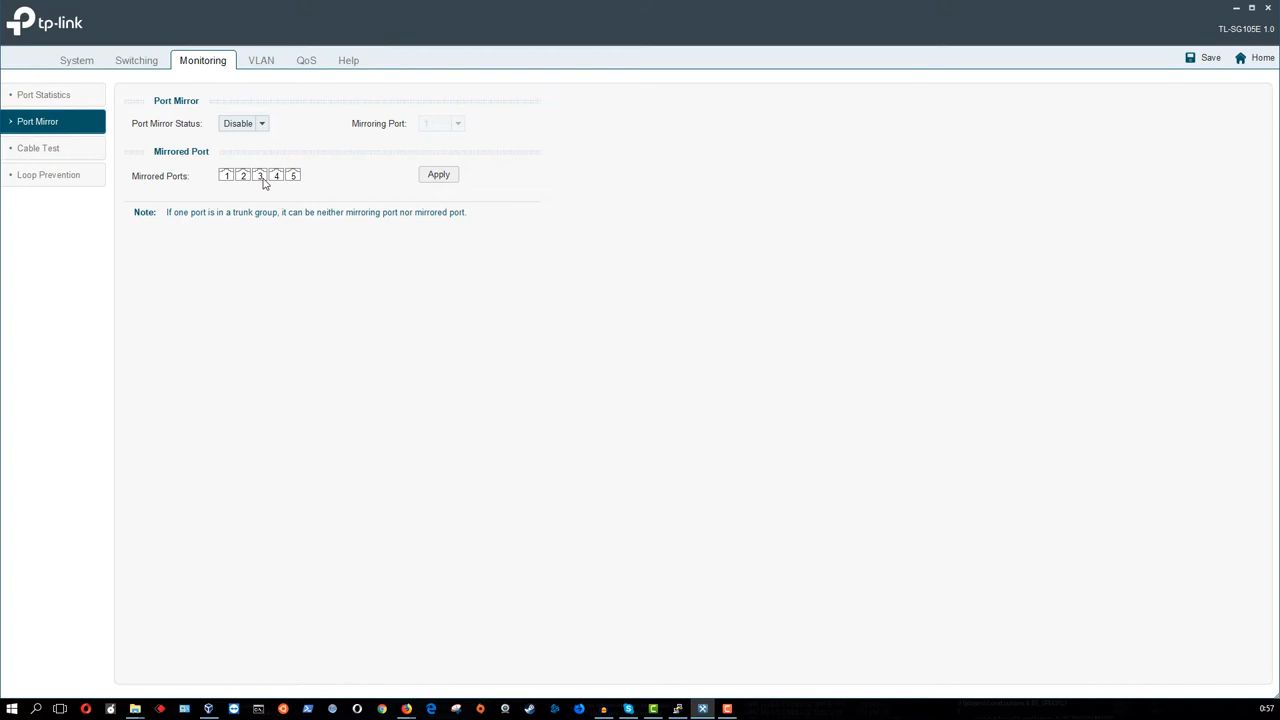 tp-link
TL-SG105E 1.0
System Switching Monitoring VLAN QoS Help Save Home
Port Statistics
Port Mirror
Cable Test
Loop Prevention
Port Mirror
Port Mirror Status: Disable Mirroring Port: 1
Mirrored Port
Mirrored Ports: 1 2 3 4 5 Apply
Note: If one port is in a trunk group, it can be neither mirroring port nor mirrored port.
0:57